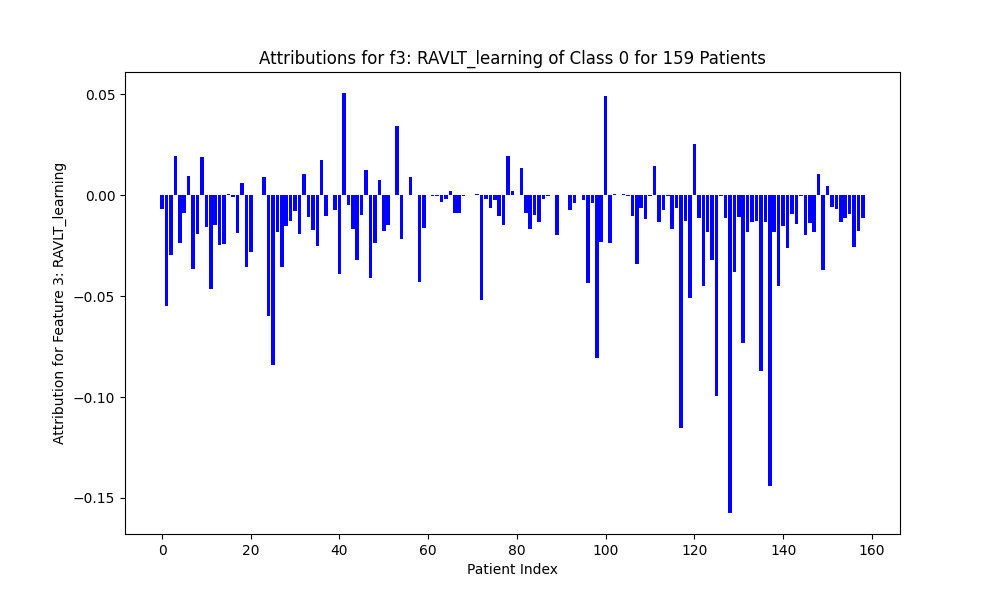 Attributions for f3: RAVLT_learning of Class 0 for 159 Patients
Attribution for Feature 3: RAVLT_learning
0.05
0.00
−0.05
−0.10
−0.15
0 20 40 60 80 100 120 140 160
Patient Index